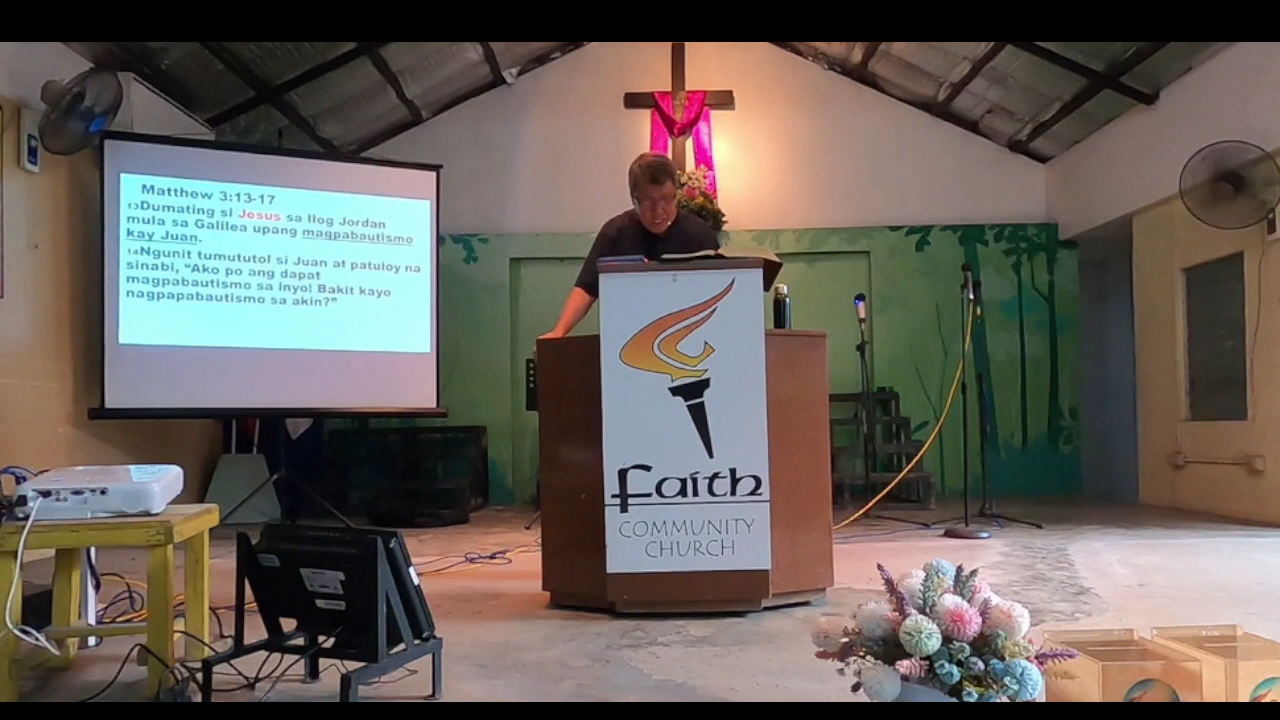 Matthew 3:13-17
13Dumating si Jesus sa Ilog Jordan
mula sa Galilea upang magpabautismo
kay Juan.
14Ngunit tumututol si Juan at patuloy na
sinabi, “Ako po ang dapat
magpabautismo sa inyo! Bakit kayo
nagpapabautismo sa akin?”
Faith
COMMUNITY
CHURCH